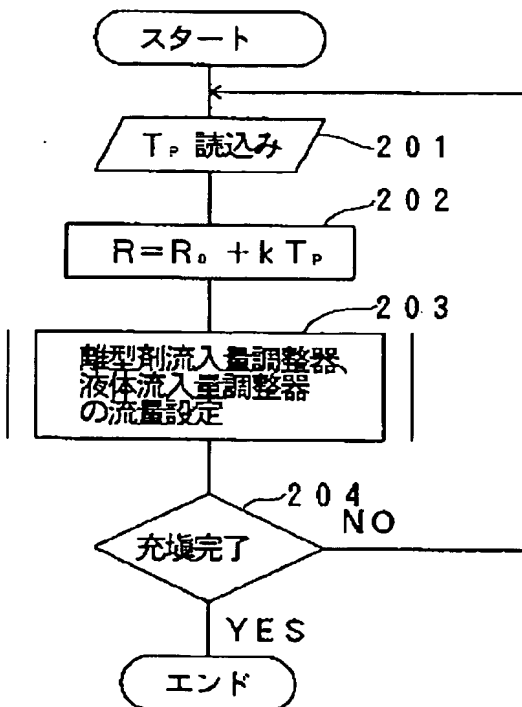 スタート
Tₚ 読込み
201
202
R=R₀ +kTₚ
203
離型剤流入量調整器、
液体流入量調整器
の流量設定
204
NO
充塡完了
YES
エンド